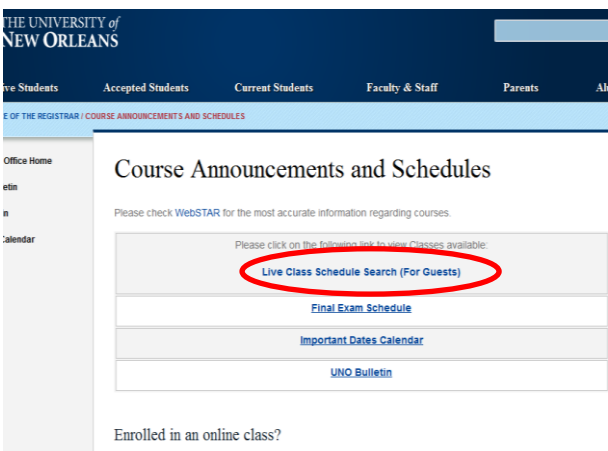 THE UNIVERSITY of
NEW ORLEANS
ive Students Accepted Students Current Students Faculty & Staff Parents Al
E OF THE REGISTRAR / COURSE ANNOUNCEMENTS AND SCHEDULES
Office Home
etin
n
Calendar
Course Announcements and Schedules
Please check WebSTAR for the most accurate information regarding courses.
Please click on the following link to view Classes available:
Live Class Schedule Search (For Guests)
Final Exam Schedule
Important Dates Calendar
UNO Bulletin
Enrolled in an online class?